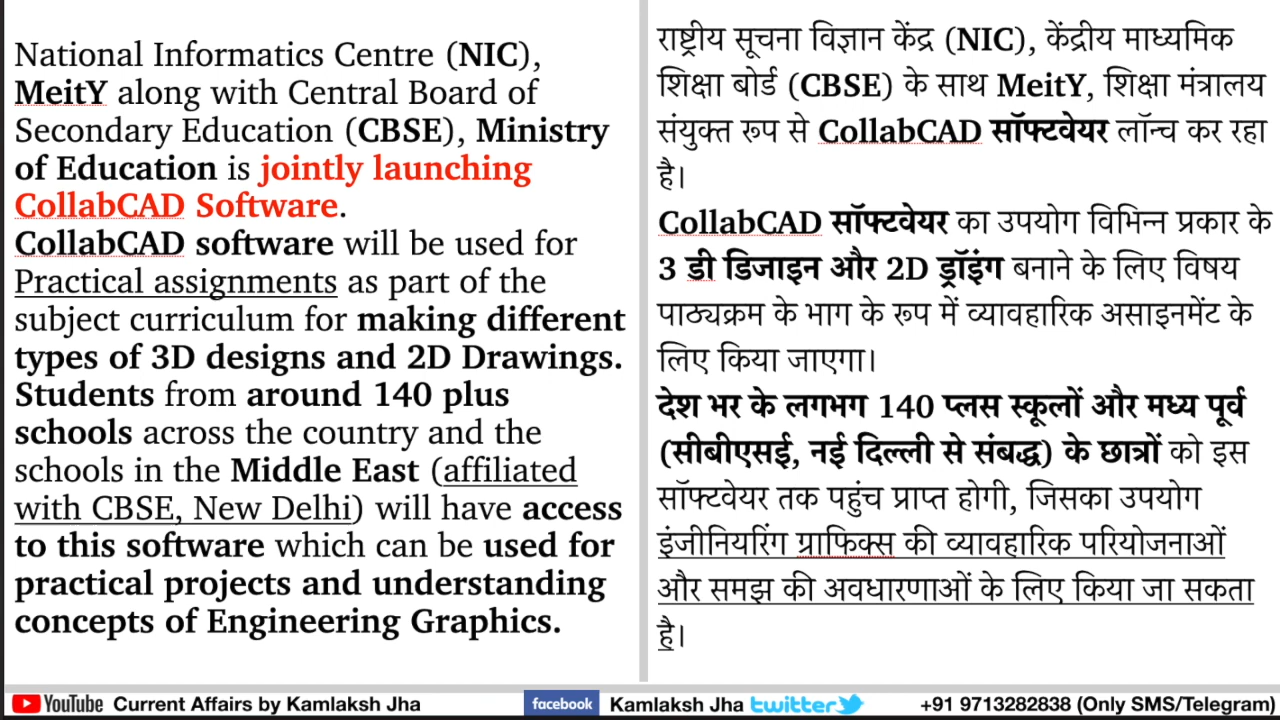 National Informatics Centre (NIC),
MeitY along with Central Board of
Secondary Education (CBSE), Ministry
of Education is jointly launching
CollabCAD Software.
CollabCAD software will be used for
Practical assignments as part of the
subject curriculum for making different
types of 3D designs and 2D Drawings.
Students from around 140 plus
schools across the country and the
schools in the Middle East (affiliated
with CBSE, New Delhi) will have access
to this software which can be used for
practical projects and understanding
concepts of Engineering Graphics.
राष्ट्रीय सूचना विज्ञान केंद्र (NIC), केंद्रीय माध्यमिक
शिक्षा बोर्ड (CBSE) के साथ MeitY, शिक्षा मंत्रालय
संयुक्त रूप से CollabCAD सॉफ्टवेयर लॉन्च कर रहा
है।
CollabCAD सॉफ्टवेयर का उपयोग विभिन्न प्रकार के
3 डी डिजाइन और 2D ड्रॉइंग बनाने के लिए विषय
पाठ्यक्रम के भाग के रूप में व्यावहारिक असाइनमेंट के
लिए किया जाएगा।
देश भर के लगभग 140 प्लस स्कूलों और मध्य पूर्व
(सीबीएसई, नई दिल्ली से संबद्ध) के छात्रों को इस
सॉफ्टवेयर तक पहुंच प्राप्त होगी, जिसका उपयोग
इंजीनियरिंग ग्राफिक्स की व्यावहारिक परियोजनाओं
और समझ की अवधारणाओं के लिए किया जा सकता
है।
YouTube Current Affairs by Kamlaksh Jha facebook Kamlaksh Jha twitter +91 9713282838 (Only SMS/Telegram)